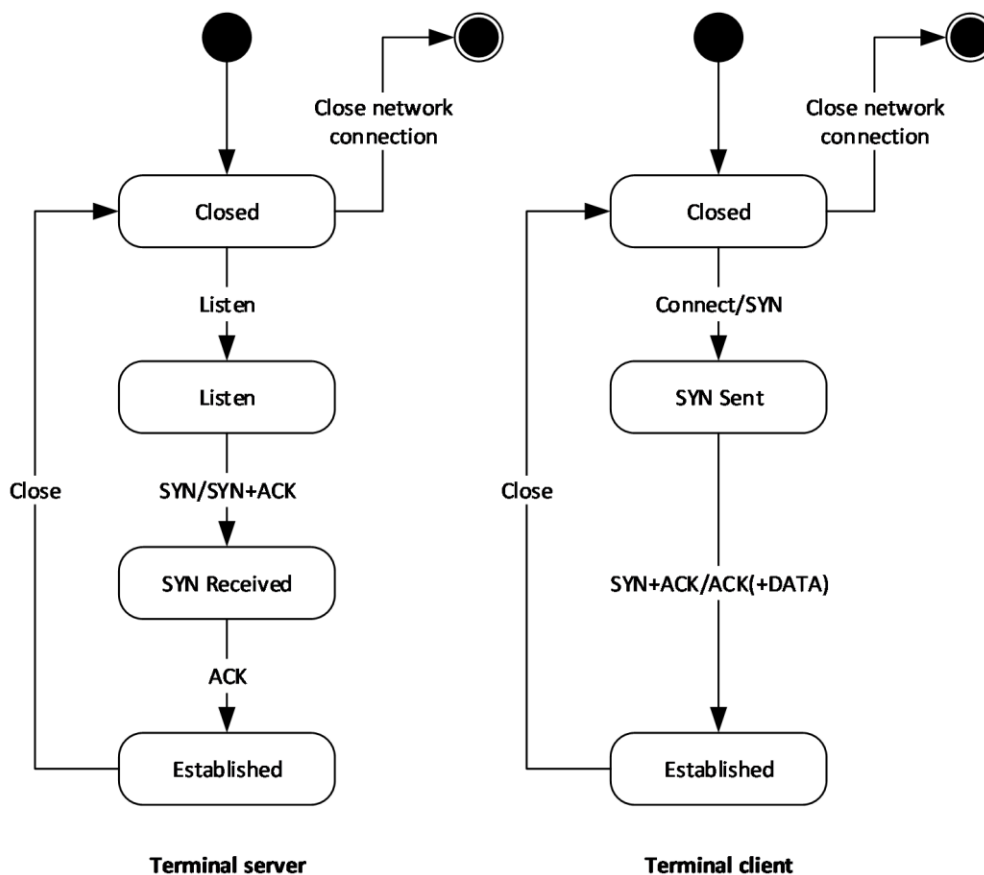 Close network
connection
Closed
Listen
Listen
Close
SYN/SYN+ACK
SYN Received
ACK
Established
Terminal server
Close network
connection
Closed
Connect/SYN
SYN Sent
Close
SYN+ACK/ACK(+DATA)
Established
Terminal client